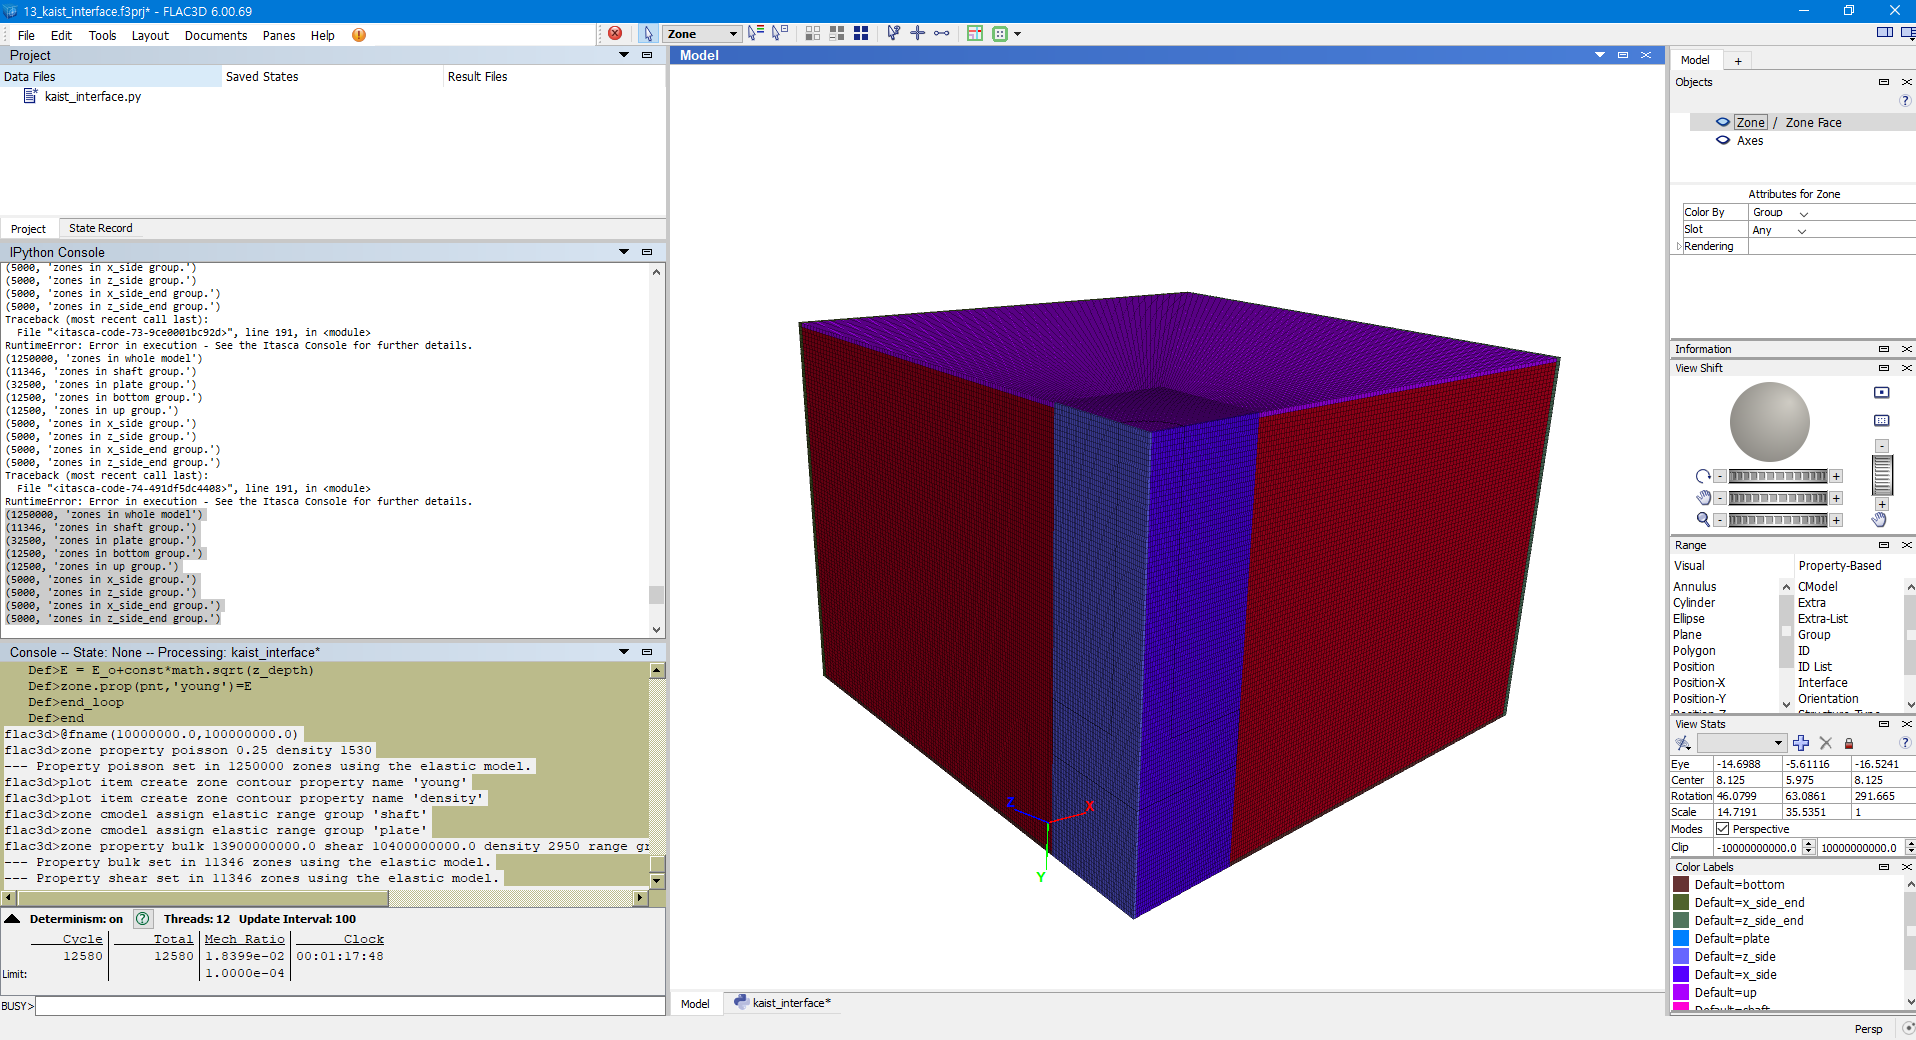 13_kaist_interface.f3prj* - FLAC3D 6.00.69
File Edit Tools Layout Documents Panes Help
Zone
Project
Data Files Saved States Result Files
kaist_interface.py
Project State Record
IPython Console
(5000, 'zones in x_side group.')
(5000, 'zones in z_side group.')
(5000, 'zones in x_side_end group.')
(5000, 'zones in z_side_end group.')
Traceback (most recent call last):
File "<itasca-code-73-9ce0001bc92d>", line 191, in <module>
RuntimeError: Error in execution - See the Itasca Console for further details.
(1250000, 'zones in whole model')
(11346, 'zones in shaft group.')
(32500, 'zones in plate group.')
(12500, 'zones in bottom group.')
(12500, 'zones in up group.')
(5000, 'zones in x_side group.')
(5000, 'zones in z_side group.')
(5000, 'zones in x_side_end group.')
(5000, 'zones in z_side_end group.')
Traceback (most recent call last):
File "<itasca-code-74-491df5dc4408>", line 191, in <module>
RuntimeError: Error in execution - See the Itasca Console for further details.
(1250000, 'zones in whole model')
(11346, 'zones in shaft group.')
(32500, 'zones in plate group.')
(12500, 'zones in bottom group.')
(12500, 'zones in up group.')
(5000, 'zones in x_side group.')
(5000, 'zones in z_side group.')
(5000, 'zones in x_side_end group.')
(5000, 'zones in z_side_end group.')
Console -- State: None -- Processing: kaist_interface*
Def>E = E_o+const*math.sqrt(z_depth)
Def>zone.prop(pnt,'young')=E
Def>end_loop
Def>end
flac3d>@fname(10000000.0,100000000.0)
flac3d>zone property poisson 0.25 density 1530
--- Property poisson set in 1250000 zones using the elastic model.
flac3d>plot item create zone contour property name 'young'
flac3d>plot item create zone contour property name 'density'
flac3d>zone cmodel assign elastic range group 'shaft'
flac3d>zone cmodel assign elastic range group 'plate'
flac3d>zone property bulk 13900000000.0 shear 10400000000.0 density 2950 range gr
--- Property bulk set in 11346 zones using the elastic model.
--- Property shear set in 11346 zones using the elastic model.
Determinism: on ? Threads: 12 Update Interval: 100
Cycle Total Mech Ratio Clock
12580 12580 1.8399e-02 00:01:17:48
Limit: 1.0000e-04
BUSY>
Model
Z X
Y
Model kaist_interface*
Model +
Objects
Zone / Zone Face
Axes
Attributes for Zone
Color By Group
Slot Any
Rendering
Information
View Shift
Range
Visual Property-Based
Annulus CModel
Cylinder Extra
Ellipse Extra-List
Plane Group
Polygon ID
Position ID List
Position-X Interface
Position-Y Orientation
Position-Z Structure-Type
View Stats
Eye -14.6988 -5.61116 -16.5241
Center 8.125 5.975 8.125
Rotation 46.0799 63.0861 291.665
Scale 14.7191 35.5351 1
Modes Perspective
Clip -10000000000.0 10000000000.0
Color Labels
Default=bottom
Default=x_side_end
Default=z_side_end
Default=plate
Default=z_side
Default=x_side
Default=up
Default=shaft
Persp